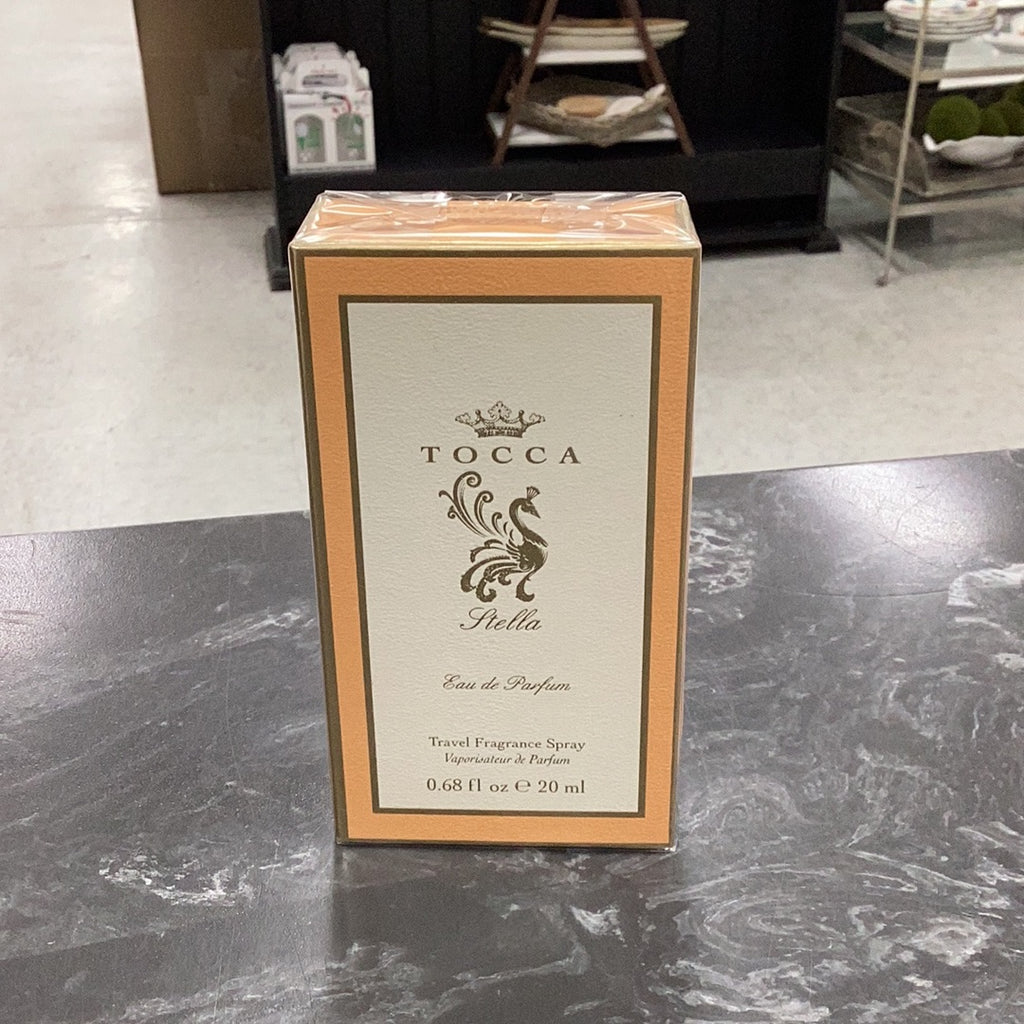 TOCCA
Stella
Eau de Parfum
Travel Fragrance Spray
Vaporisateur de Parfum
0.68 fl oz ℮ 20 ml